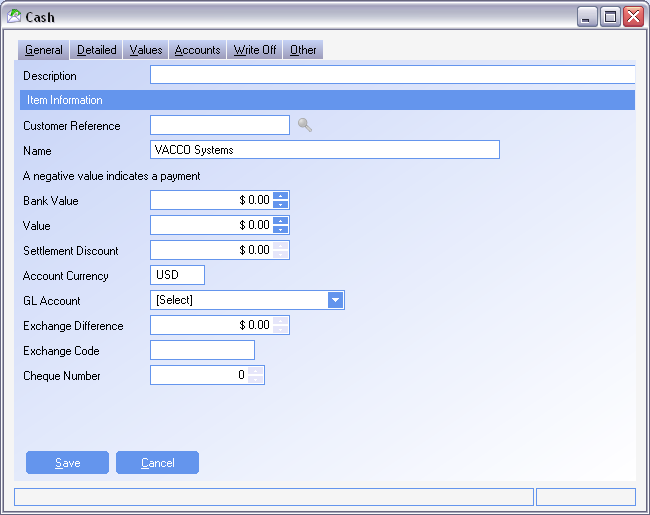 Cash
General Detailed Values Accounts Write Off Other
Description
Item Information
Customer Reference
Name VACCO Systems
A negative value indicates a payment
Bank Value $ 0.00
Value $ 0.00
Settlement Discount $ 0.00
Account Currency USD
GL Account [Select]
Exchange Difference $ 0.00
Exchange Code
Cheque Number 0
Save Cancel